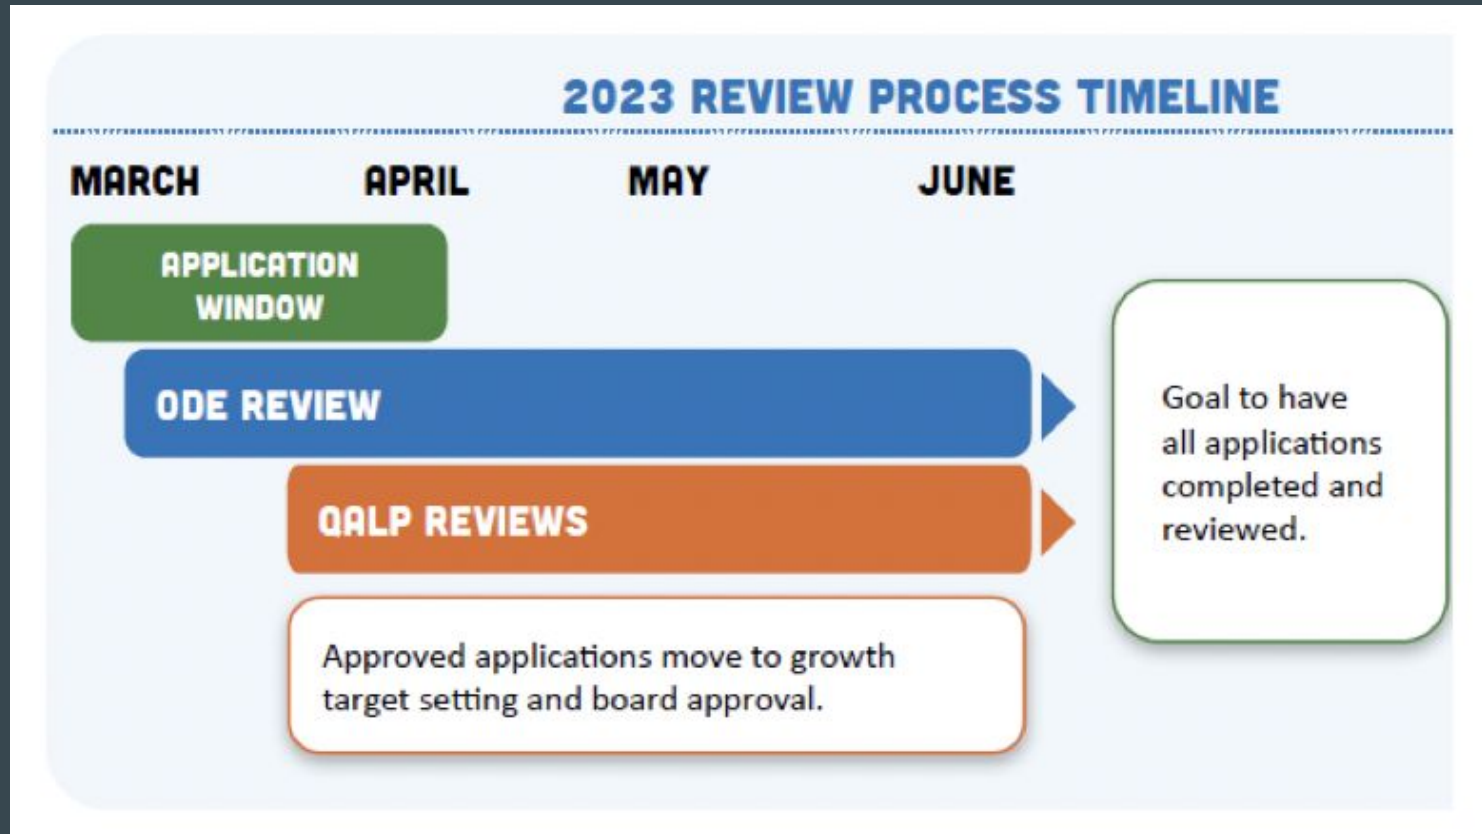 2023 REVIEW PROCESS TIMELINE
MARCH APRIL MAY JUNE
APPLICATION
WINDOW
ODE REVIEW
QALP REVIEWS
Approved applications move to growth
target setting and board approval.
Goal to have
all applications
completed and
reviewed.